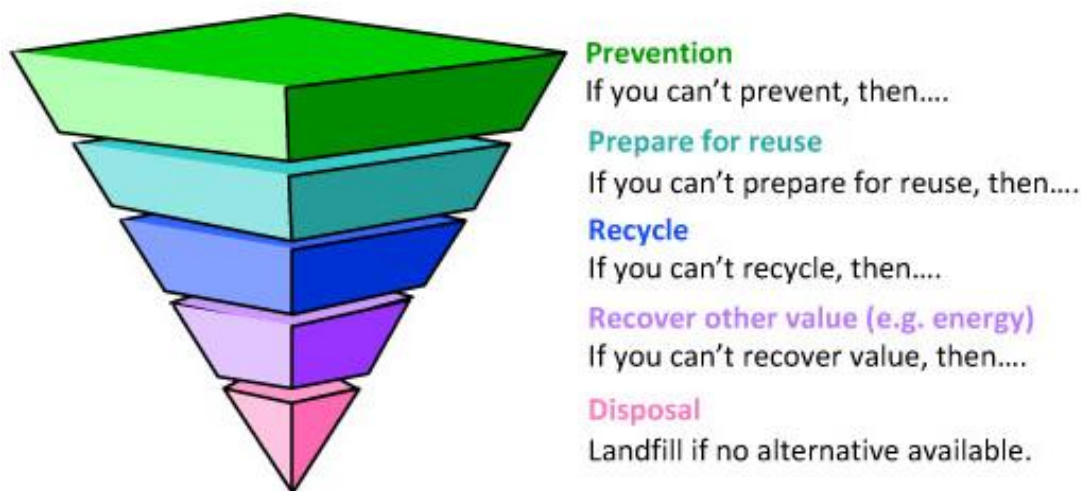 Prevention
If you can’t prevent, then....
Prepare for reuse
If you can’t prepare for reuse, then....
Recycle
If you can’t recycle, then....
Recover other value (e.g. energy)
If you can’t recover value, then....
Disposal
Landfill if no alternative available.